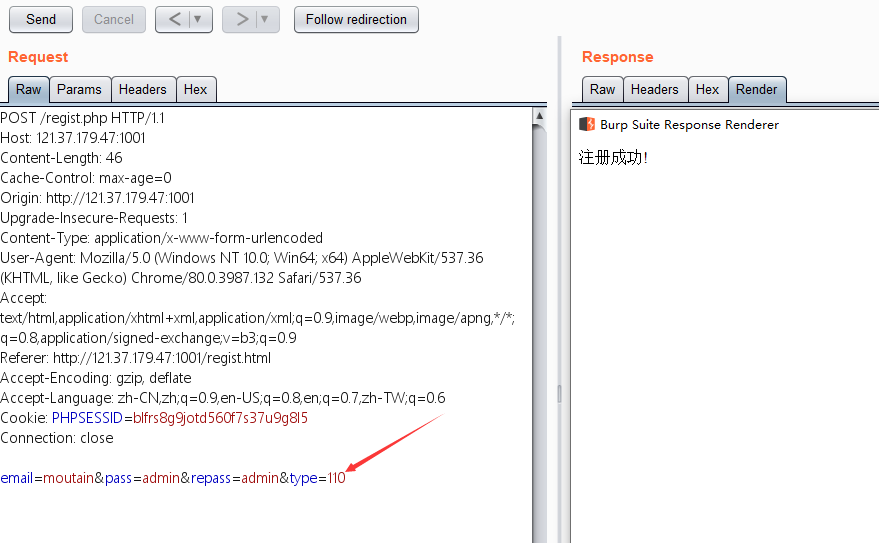 Send
Cancel
< | ▼
> | ▼
Follow redirection
Request
Raw
Params
Headers
Hex
POST /regist.php HTTP/1.1
Host: 121.37.179.47:1001
Content-Length: 46
Cache-Control: max-age=0
Origin: http://121.37.179.47:1001
Upgrade-Insecure-Requests: 1
Content-Type: application/x-www-form-urlencoded
User-Agent: Mozilla/5.0 (Windows NT 10.0; Win64; x64) AppleWebKit/537.36
(KHTML, like Gecko) Chrome/80.0.3987.132 Safari/537.36
Accept:
text/html,application/xhtml+xml,application/xml;q=0.9,image/webp,image/apng,*/*;
q=0.8,application/signed-exchange;v=b3;q=0.9
Referer: http://121.37.179.47:1001/regist.html
Accept-Encoding: gzip, deflate
Accept-Language: zh-CN,zh;q=0.9,en-US;q=0.8,en;q=0.7,zh-TW;q=0.6
Cookie: PHPSESSID=blfrs8g9jotd560f7s37u9g8l5
Connection: close
email=moutain&pass=admin&repass=admin&type=110
Response
Raw
Headers
Hex
Render
Burp Suite Response Renderer
注册成功!